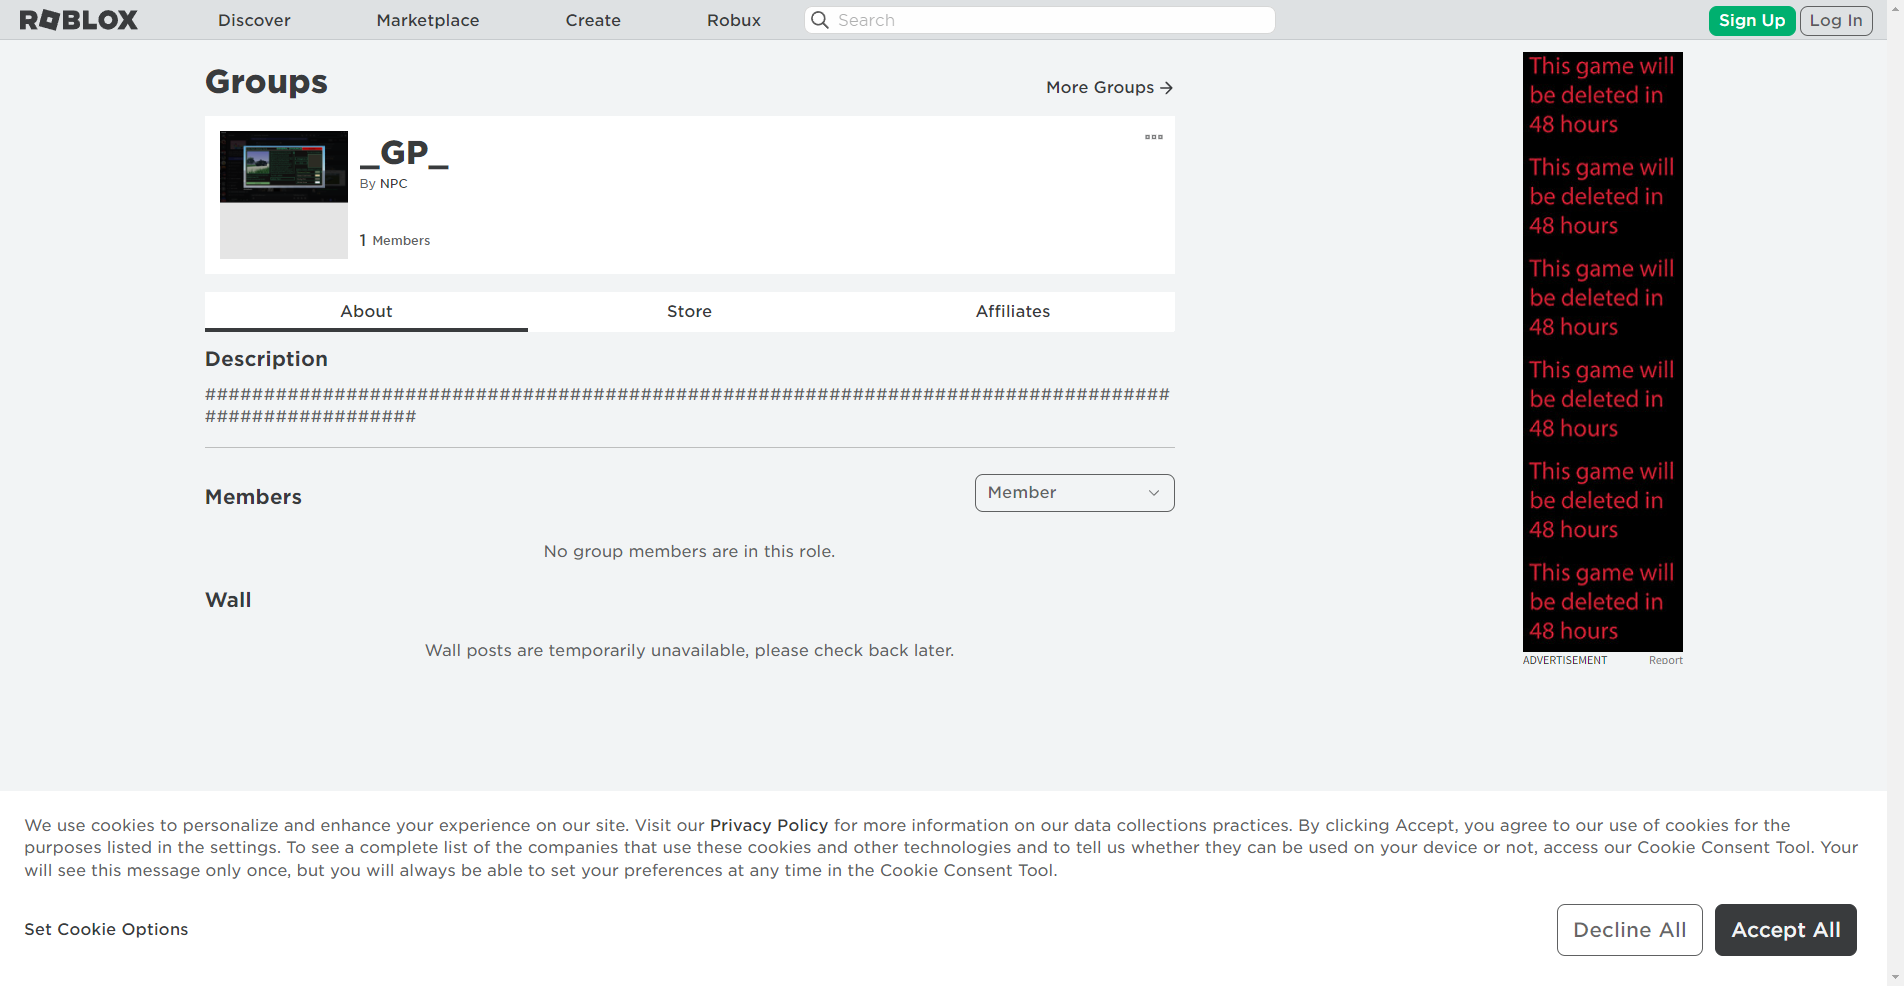 ROBLOX Discover Marketplace Create Robux Search Sign Up Log In
Groups
More Groups
_GP_
By NPC
1 Members
About Store Affiliates
Description
##################################################################################
##################
Members
Member
No group members are in this role.
Wall
Wall posts are temporarily unavailable, please check back later.
This game will
be deleted in
48 hours
This game will
be deleted in
48 hours
This game will
be deleted in
48 hours
This game will
be deleted in
48 hours
This game will
be deleted in
48 hours
This game will
be deleted in
48 hours
ADVERTISEMENT Report
We use cookies to personalize and enhance your experience on our site. Visit our Privacy Policy for more information on our data collections practices. By clicking Accept, you agree to our use of cookies for the
purposes listed in the settings. To see a complete list of the companies that use these cookies and other technologies and to tell us whether they can be used on your device or not, access our Cookie Consent Tool. Your
will see this message only once, but you will always be able to set your preferences at any time in the Cookie Consent Tool.
Set Cookie Options
Decline All Accept All